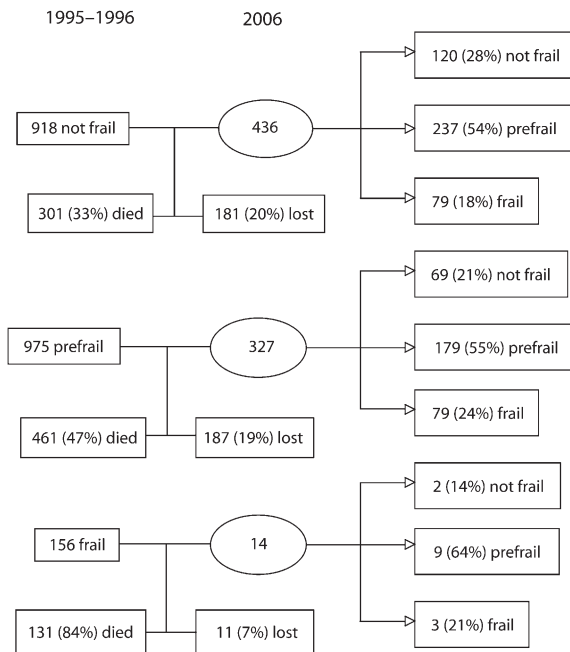 1995–1996
2006
120 (28%) not frail
918 not frail
436
237 (54%) prefrail
301 (33%) died
181 (20%) lost
79 (18%) frail
69 (21%) not frail
975 prefrail
327
179 (55%) prefrail
461 (47%) died
187 (19%) lost
79 (24%) frail
2 (14%) not frail
156 frail
14
9 (64%) prefrail
131 (84%) died
11 (7%) lost
3 (21%) frail